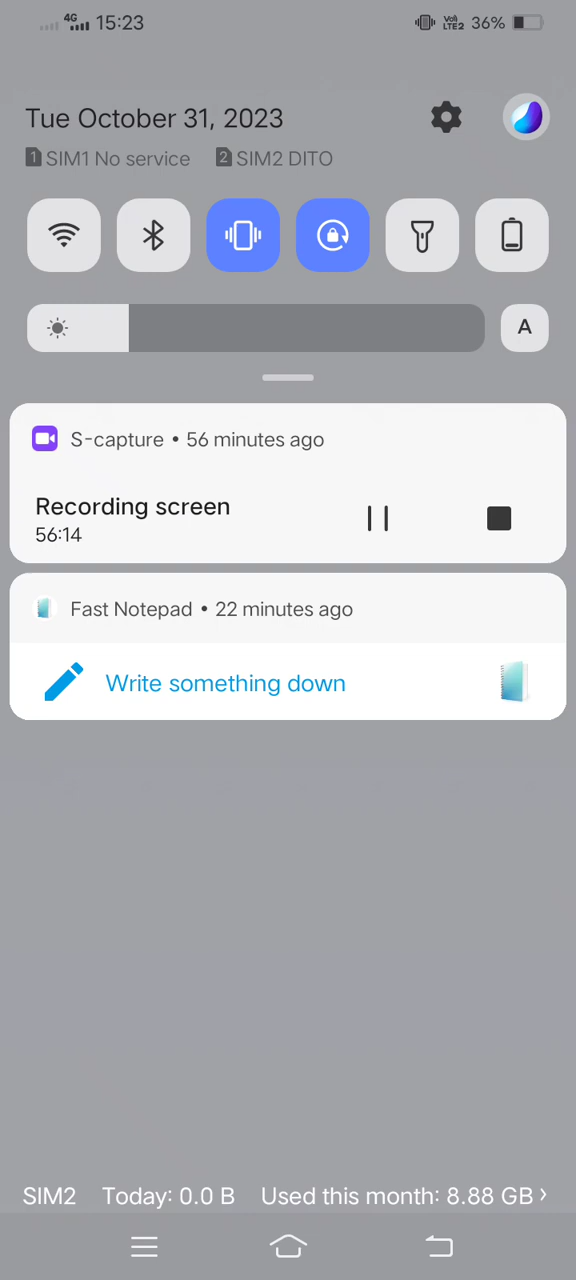 4G 15:23 VoB LTE2 36%
Tue October 31, 2023
1 SIM1 No service 2 SIM2 DITO
A
S-capture • 56 minutes ago
Recording screen
56:14
Fast Notepad • 22 minutes ago
Write something down
SIM2 Today: 0.0 B Used this month: 8.88 GB